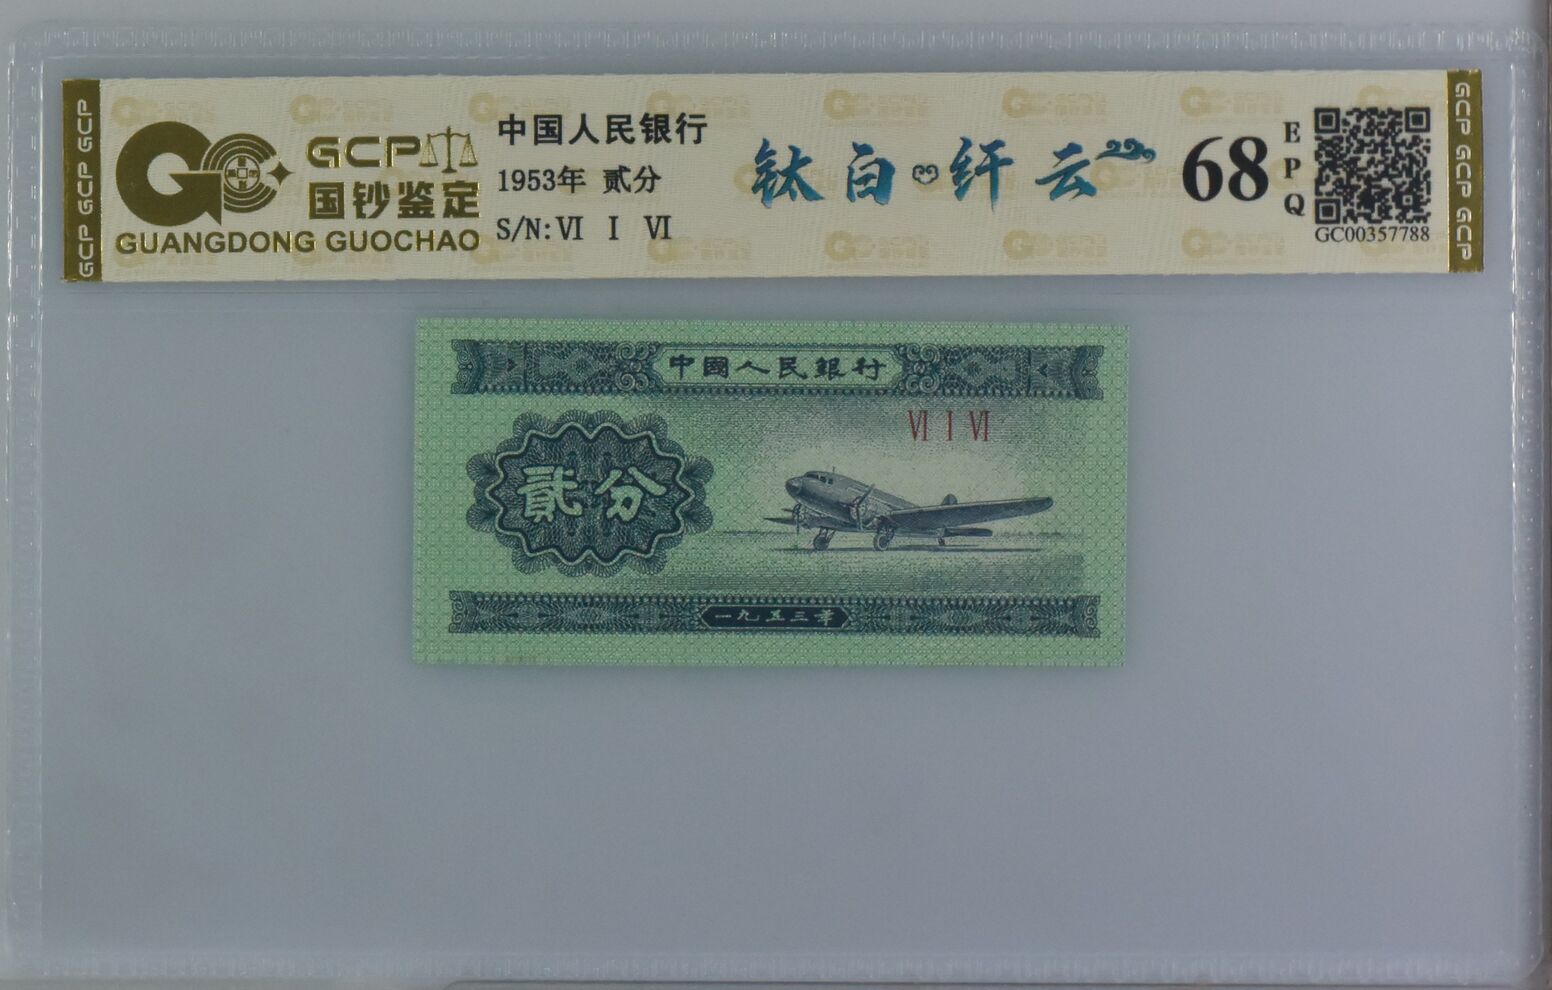 GCP GCP GCP
GCP
国钞鉴定
GUANGDONG GUOCHAO
中国人民银行
1953年 贰分
S/N: Ⅵ Ⅰ Ⅵ
钛白纤云
68
EPQ
GC00357788
GCP GCP GCP
中國人民銀行
Ⅵ Ⅰ Ⅵ
貳分
一九五三年